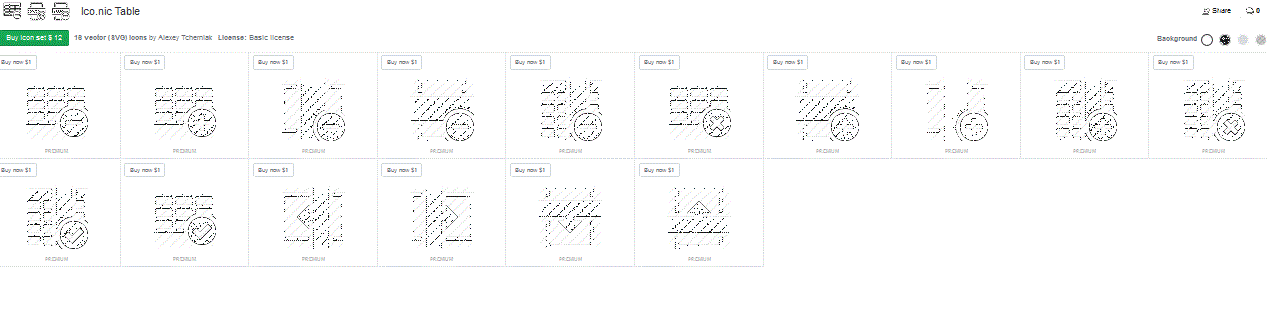 Ico.nic Table
Share
0
Buy icon set $ 12
18 vector (SVG) icons by Alexey Tcherniak License: Basic license
Background
Buy now $1
Buy now $1
Buy now $1
Buy now $1
Buy now $1
Buy now $1
Buy now $1
Buy now $1
Buy now $1
Buy now $1
PREMIUM
PREMIUM
PREMIUM
PREMIUM
PREMIUM
PREMIUM
PREMIUM
PREMIUM
PREMIUM
PREMIUM
Buy now $1
Buy now $1
Buy now $1
Buy now $1
Buy now $1
Buy now $1
PREMIUM
PREMIUM
PREMIUM
PREMIUM
PREMIUM
PREMIUM